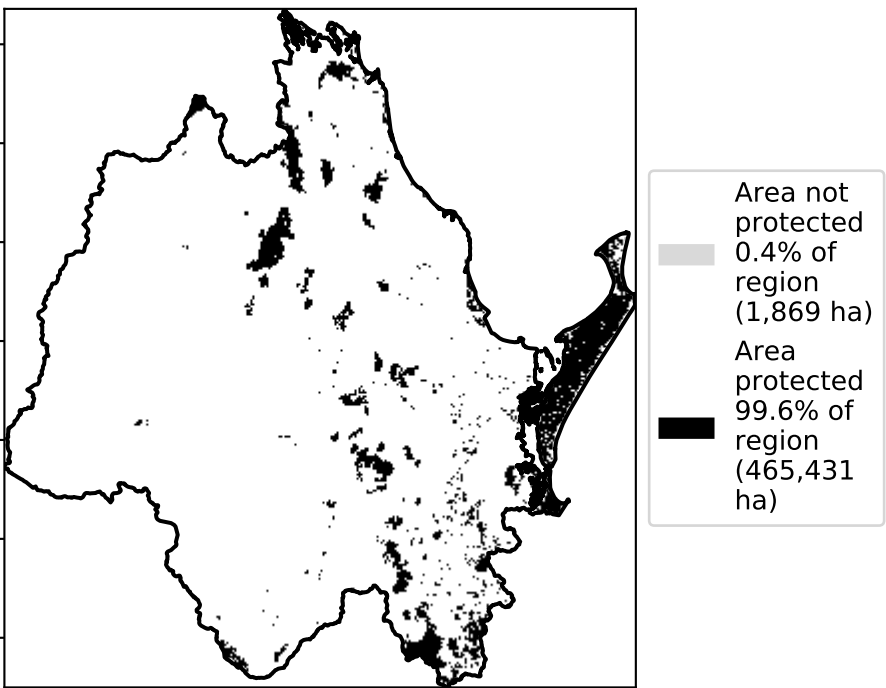 Area not
protected
0.4% of
region
(1,869 ha)
Area
protected
99.6% of
region
(465,431
ha)